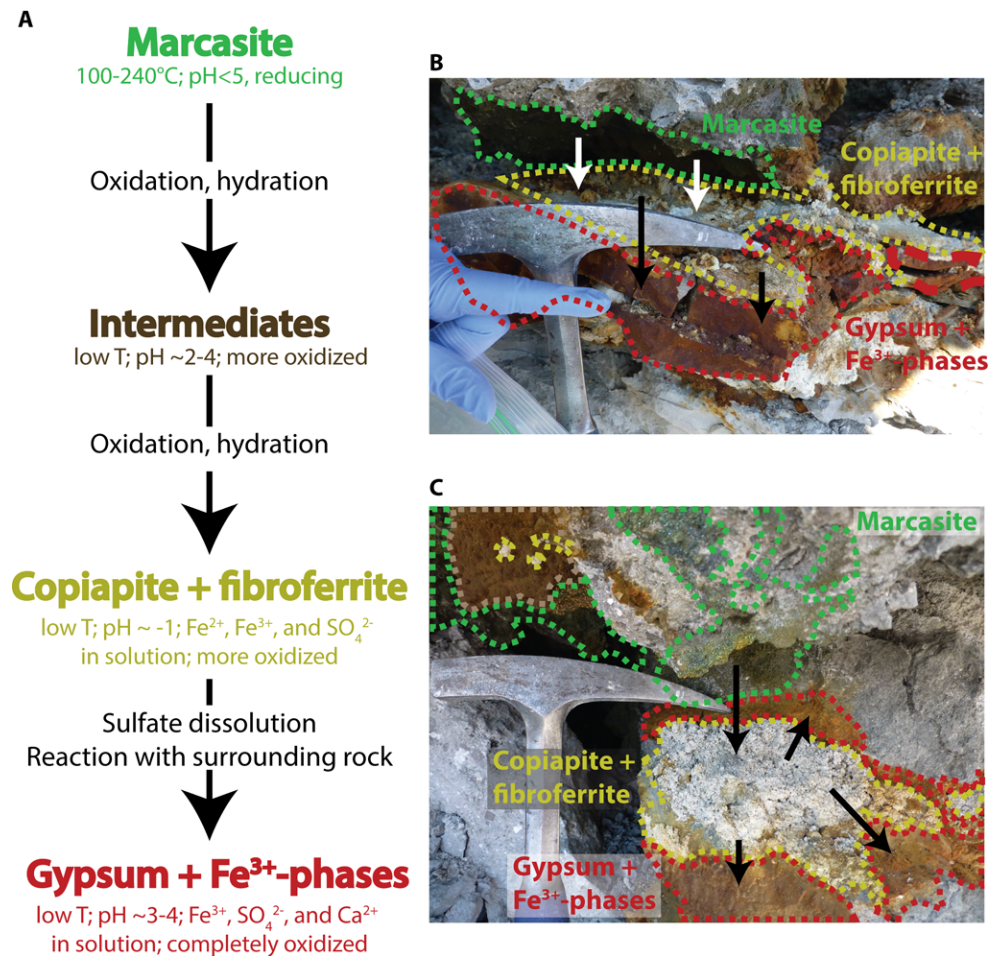 A
Marcasite
100-240°C; pH<5, reducing
Oxidation, hydration
Intermediates
low T; pH ~2-4; more oxidized
Oxidation, hydration
Copiapite + fibroferrite
low T; pH ~ -1; Fe²⁺, Fe³⁺, and SO₄²⁻
in solution; more oxidized
Sulfate dissolution
Reaction with surrounding rock
Gypsum + Fe³⁺-phases
low T; pH ~3-4; Fe³⁺, SO₄²⁻, and Ca²⁺
in solution; completely oxidized
B
Marcasite
Copiapite +
fibroferrite
Gypsum +
Fe³⁺-phases
C
Marcasite
Copiapite +
fibroferrite
Gypsum +
Fe³⁺-phases